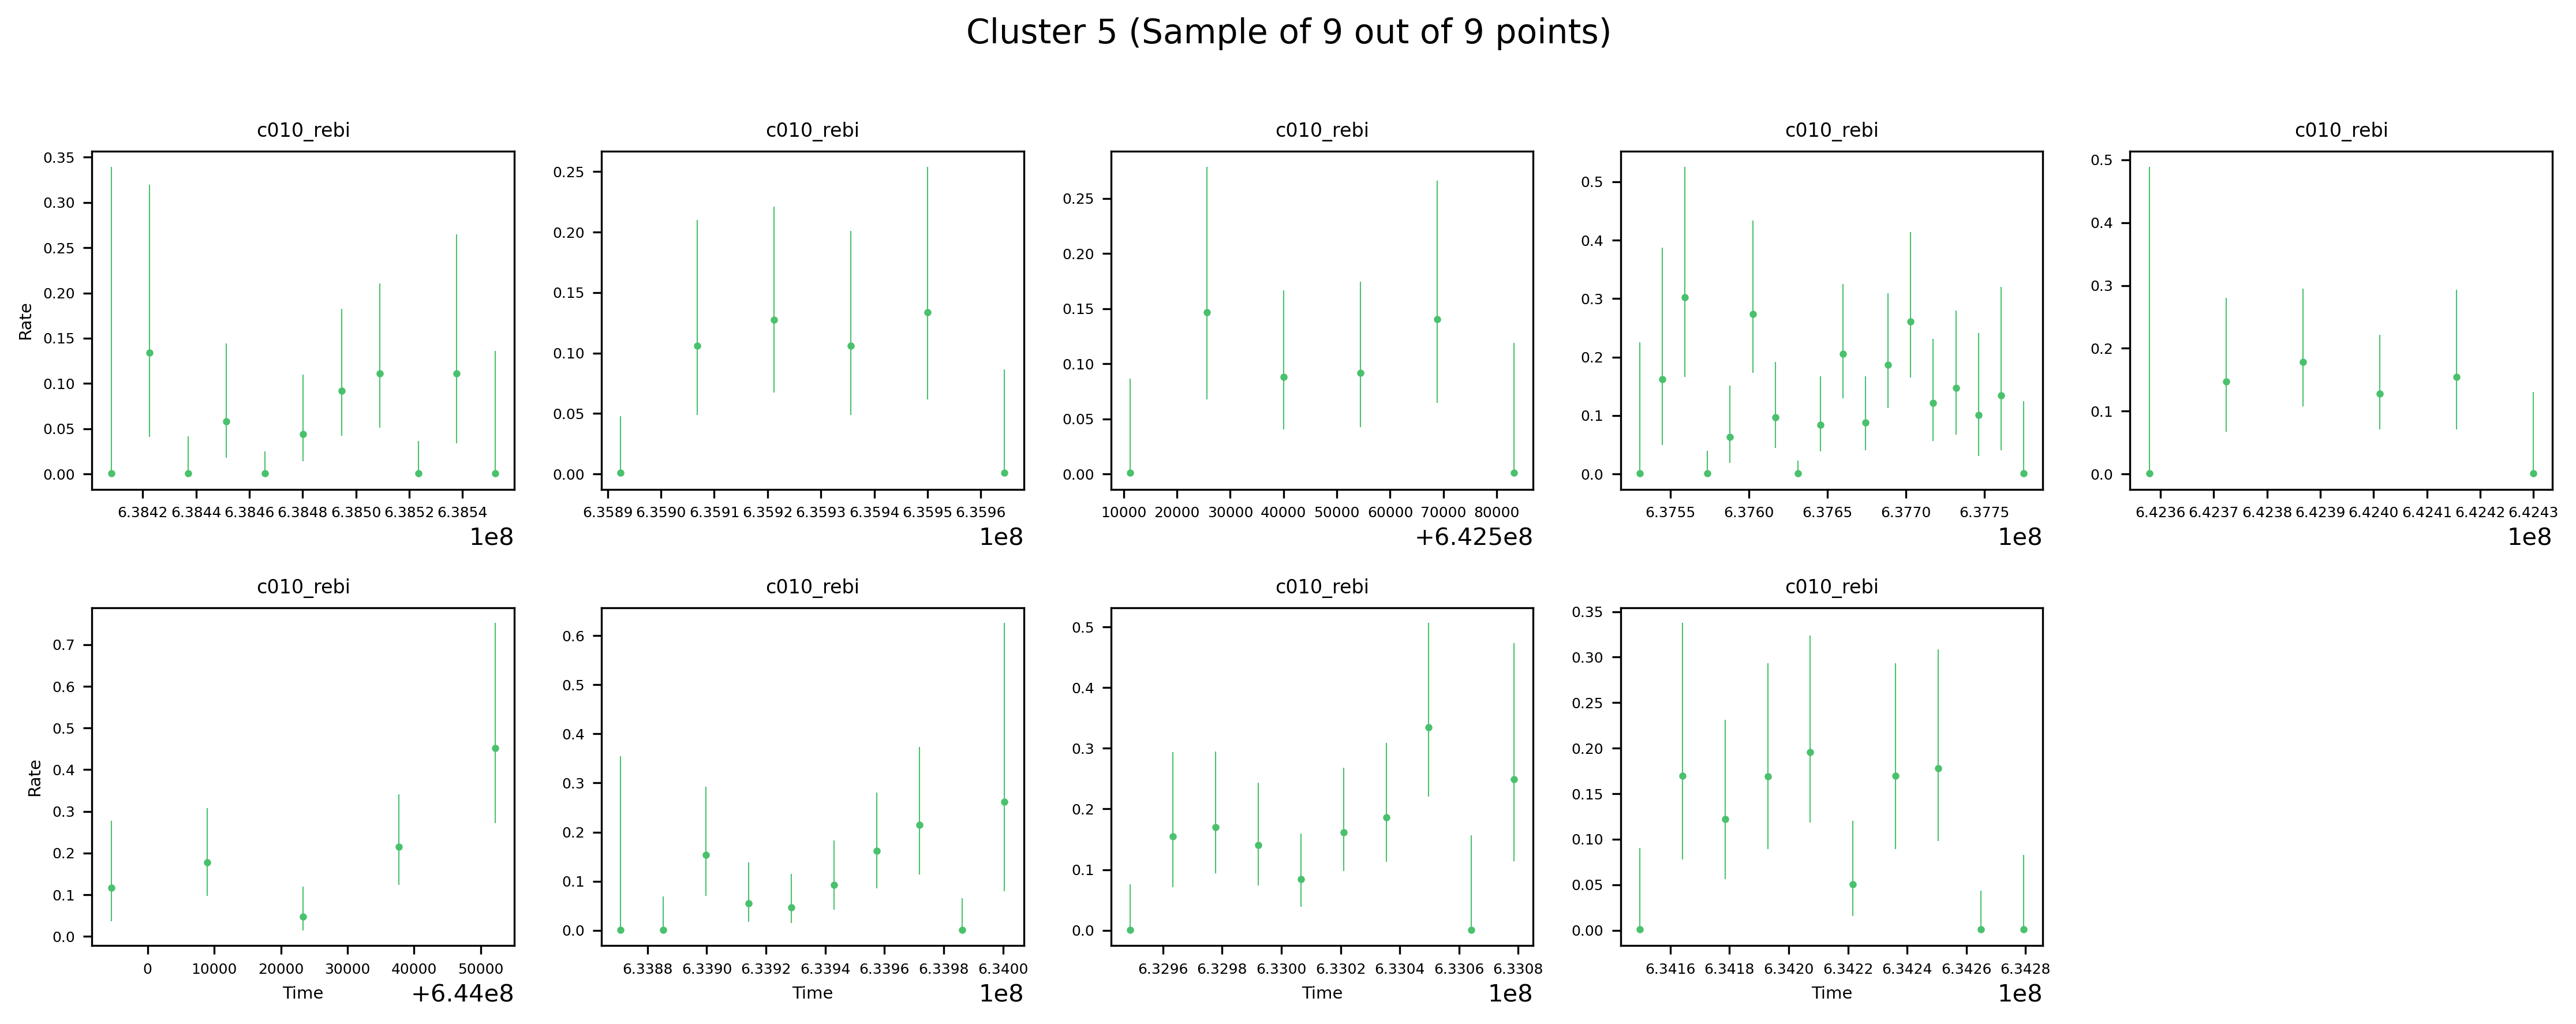 Cluster 5 (Sample of 9 out of 9 points)
c010_rebi c010_rebi c010_rebi c010_rebi c010_rebi
Rate
0.35
0.30
0.25
0.20
0.15
0.10
0.05
0.00
6.3842 6.3844 6.3846 6.3848 6.3850 6.3852 6.3854
1e8
0.25
0.20
0.15
0.10
0.05
0.00
6.3589 6.3590 6.3591 6.3592 6.3593 6.3594 6.3595 6.3596
1e8
0.25
0.20
0.15
0.10
0.05
0.00
10000 20000 30000 40000 50000 60000 70000 80000
+6.425e8
0.5
0.4
0.3
0.2
0.1
0.0
6.3755 6.3760 6.3765 6.3770 6.3775
1e8
0.5
0.4
0.3
0.2
0.1
0.0
6.4236 6.4237 6.4238 6.4239 6.4240 6.4241 6.4242 6.4243
1e8
c010_rebi c010_rebi c010_rebi c010_rebi
Rate
0.7
0.6
0.5
0.4
0.3
0.2
0.1
0.0
0 10000 20000 30000 40000 50000
Time
+6.44e8
0.6
0.5
0.4
0.3
0.2
0.1
0.0
6.3388 6.3390 6.3392 6.3394 6.3396 6.3398 6.3400
Time
1e8
0.5
0.4
0.3
0.2
0.1
0.0
6.3296 6.3298 6.3300 6.3302 6.3304 6.3306 6.3308
Time
1e8
0.35
0.30
0.25
0.20
0.15
0.10
0.05
0.00
6.3416 6.3418 6.3420 6.3422 6.3424 6.3426 6.3428
Time
1e8